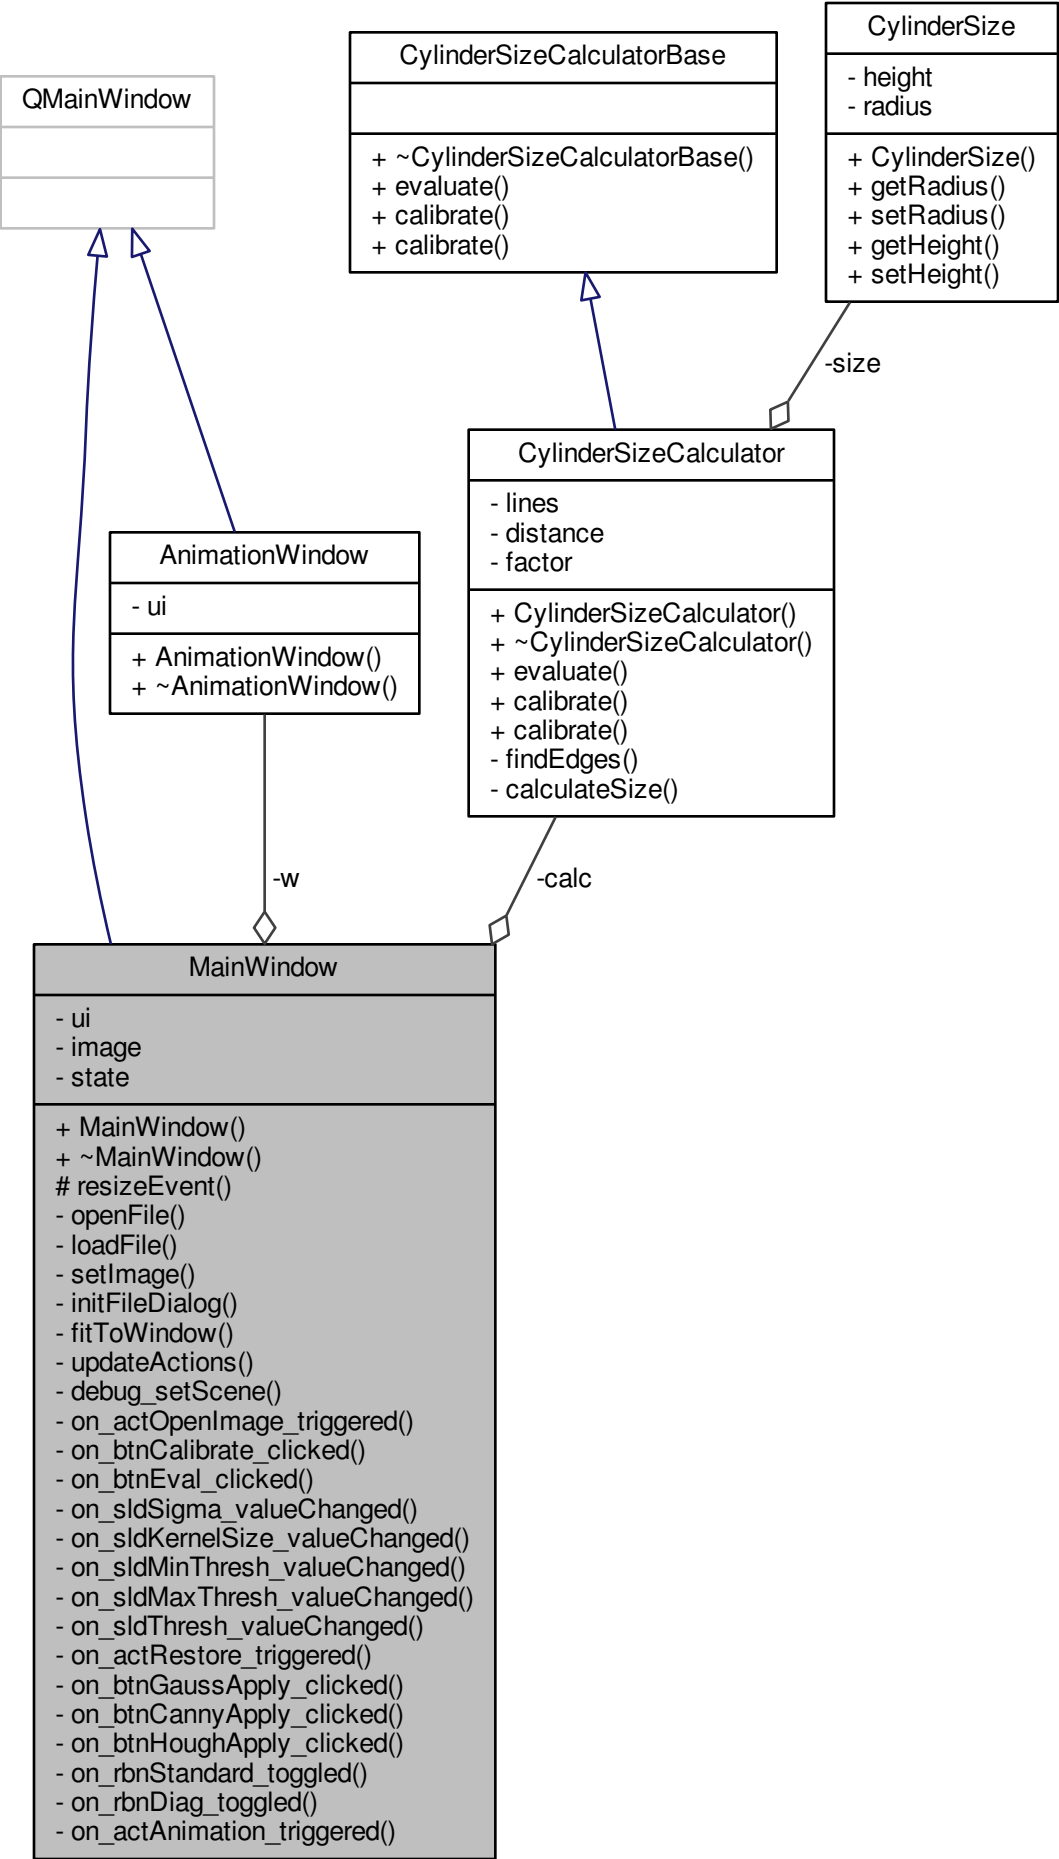 CylinderSize
- height
- radius
+ CylinderSize()
+ getRadius()
+ setRadius()
+ getHeight()
+ setHeight()
CylinderSizeCalculatorBase
+ ~CylinderSizeCalculatorBase()
+ evaluate()
+ calibrate()
+ calibrate()
QMainWindow
-size
CylinderSizeCalculator
- lines
- distance
- factor
+ CylinderSizeCalculator()
+ ~CylinderSizeCalculator()
+ evaluate()
+ calibrate()
+ calibrate()
- findEdges()
- calculateSize()
AnimationWindow
- ui
+ AnimationWindow()
+ ~AnimationWindow()
-w
-calc
MainWindow
- ui
- image
- state
+ MainWindow()
+ ~MainWindow()
# resizeEvent()
- openFile()
- loadFile()
- setImage()
- initFileDialog()
- fitToWindow()
- updateActions()
- debug_setScene()
- on_actOpenImage_triggered()
- on_btnCalibrate_clicked()
- on_btnEval_clicked()
- on_sldSigma_valueChanged()
- on_sldKernelSize_valueChanged()
- on_sldMinThresh_valueChanged()
- on_sldMaxThresh_valueChanged()
- on_sldThresh_valueChanged()
- on_actRestore_triggered()
- on_btnGaussApply_clicked()
- on_btnCannyApply_clicked()
- on_btnHoughApply_clicked()
- on_rbnStandard_toggled()
- on_rbnDiag_toggled()
- on_actAnimation_triggered()